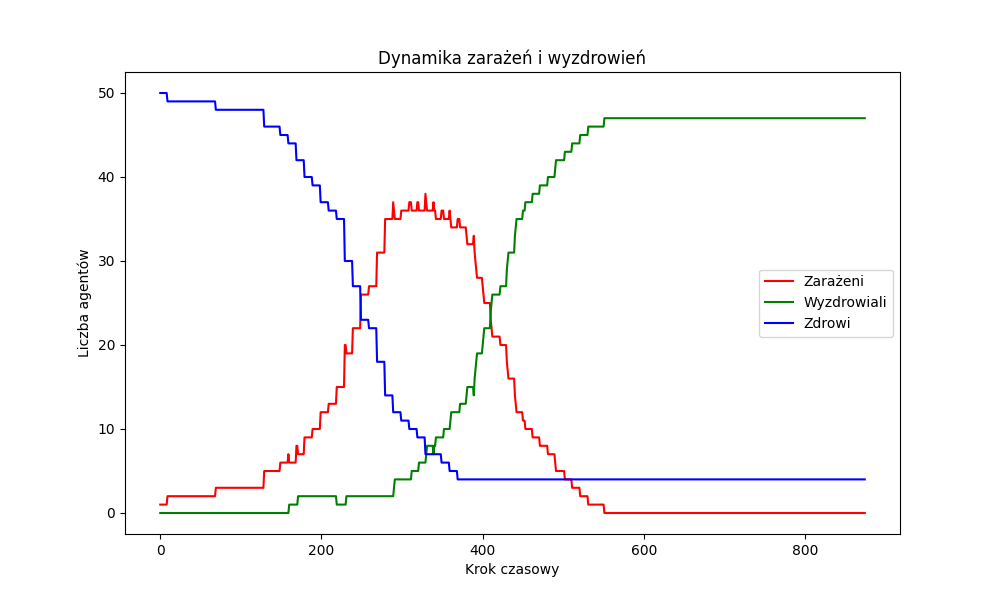 Dynamika zarażeń i wyzdrowień
Liczba agentów
50
40
30
20
10
0
0 200 400 600 800
Krok czasowy
Zarażeni
Wyzdrowiali
Zdrowi